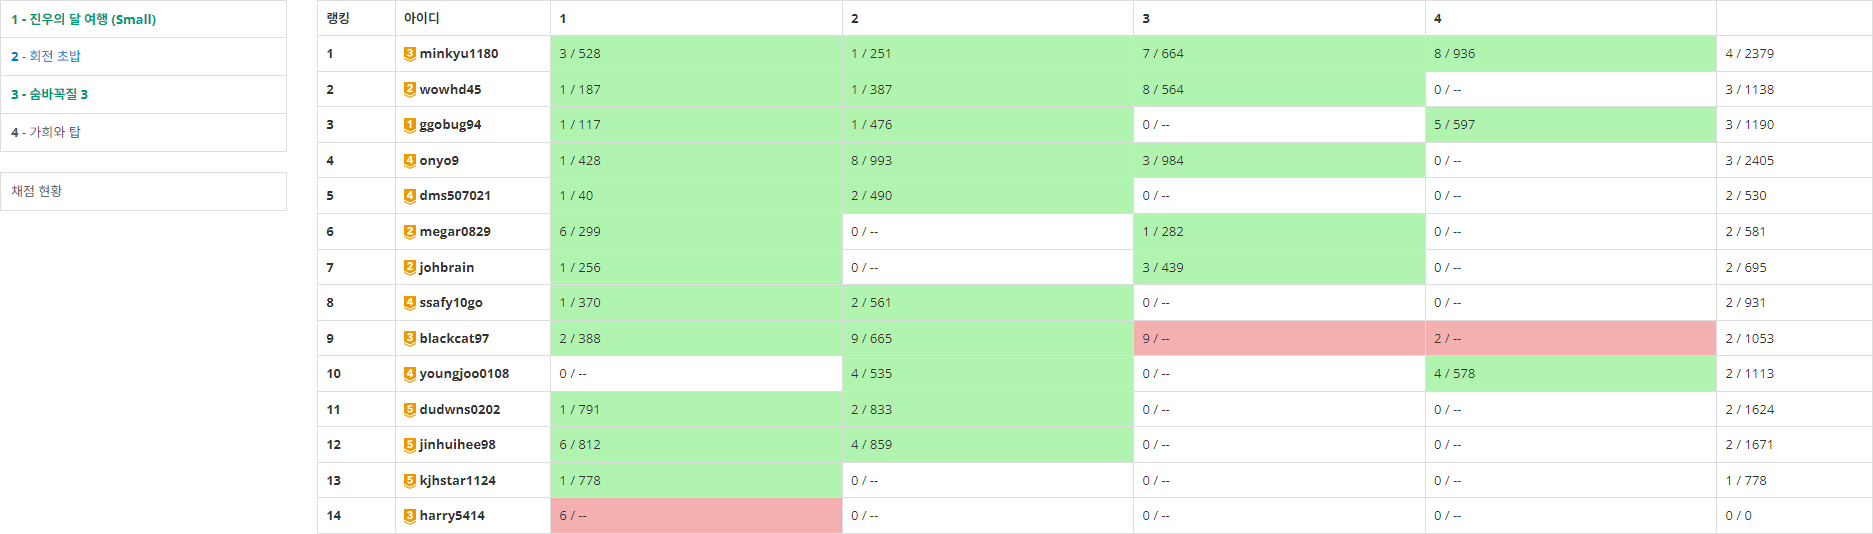 1 - 진우의 달 여행 (Small)
2 - 회전 초밥
3 - 숨바꼭질 3
4 - 가희와 탑
채점 현황
랭킹 아이디 1 2 3 4
1 3 minkyu1180 3 / 528 1 / 251 7 / 664 8 / 936 4 / 2379
2 2 wowhd45 1 / 187 1 / 387 8 / 564 0 / -- 3 / 1138
3 1 ggobug94 1 / 117 1 / 476 0 / -- 5 / 597 3 / 1190
4 4 onyo9 1 / 428 8 / 993 3 / 984 0 / -- 3 / 2405
5 4 dms507021 1 / 40 2 / 490 0 / -- 0 / -- 2 / 530
6 2 megar0829 6 / 299 0 / -- 1 / 282 0 / -- 2 / 581
7 2 johbrain 1 / 256 0 / -- 3 / 439 0 / -- 2 / 695
8 4 ssafy10go 1 / 370 2 / 561 0 / -- 0 / -- 2 / 931
9 3 blackcat97 2 / 388 9 / 665 9 / -- 2 / -- 2 / 1053
10 4 youngjoo0108 0 / -- 4 / 535 0 / -- 4 / 578 2 / 1113
11 5 dudwns0202 1 / 791 2 / 833 0 / -- 0 / -- 2 / 1624
12 5 jinhuihee98 6 / 812 4 / 859 0 / -- 0 / -- 2 / 1671
13 5 kjhstar1124 1 / 778 0 / -- 0 / -- 0 / -- 1 / 778
14 3 harry5414 6 / -- 0 / -- 0 / -- 0 / -- 0 / 0